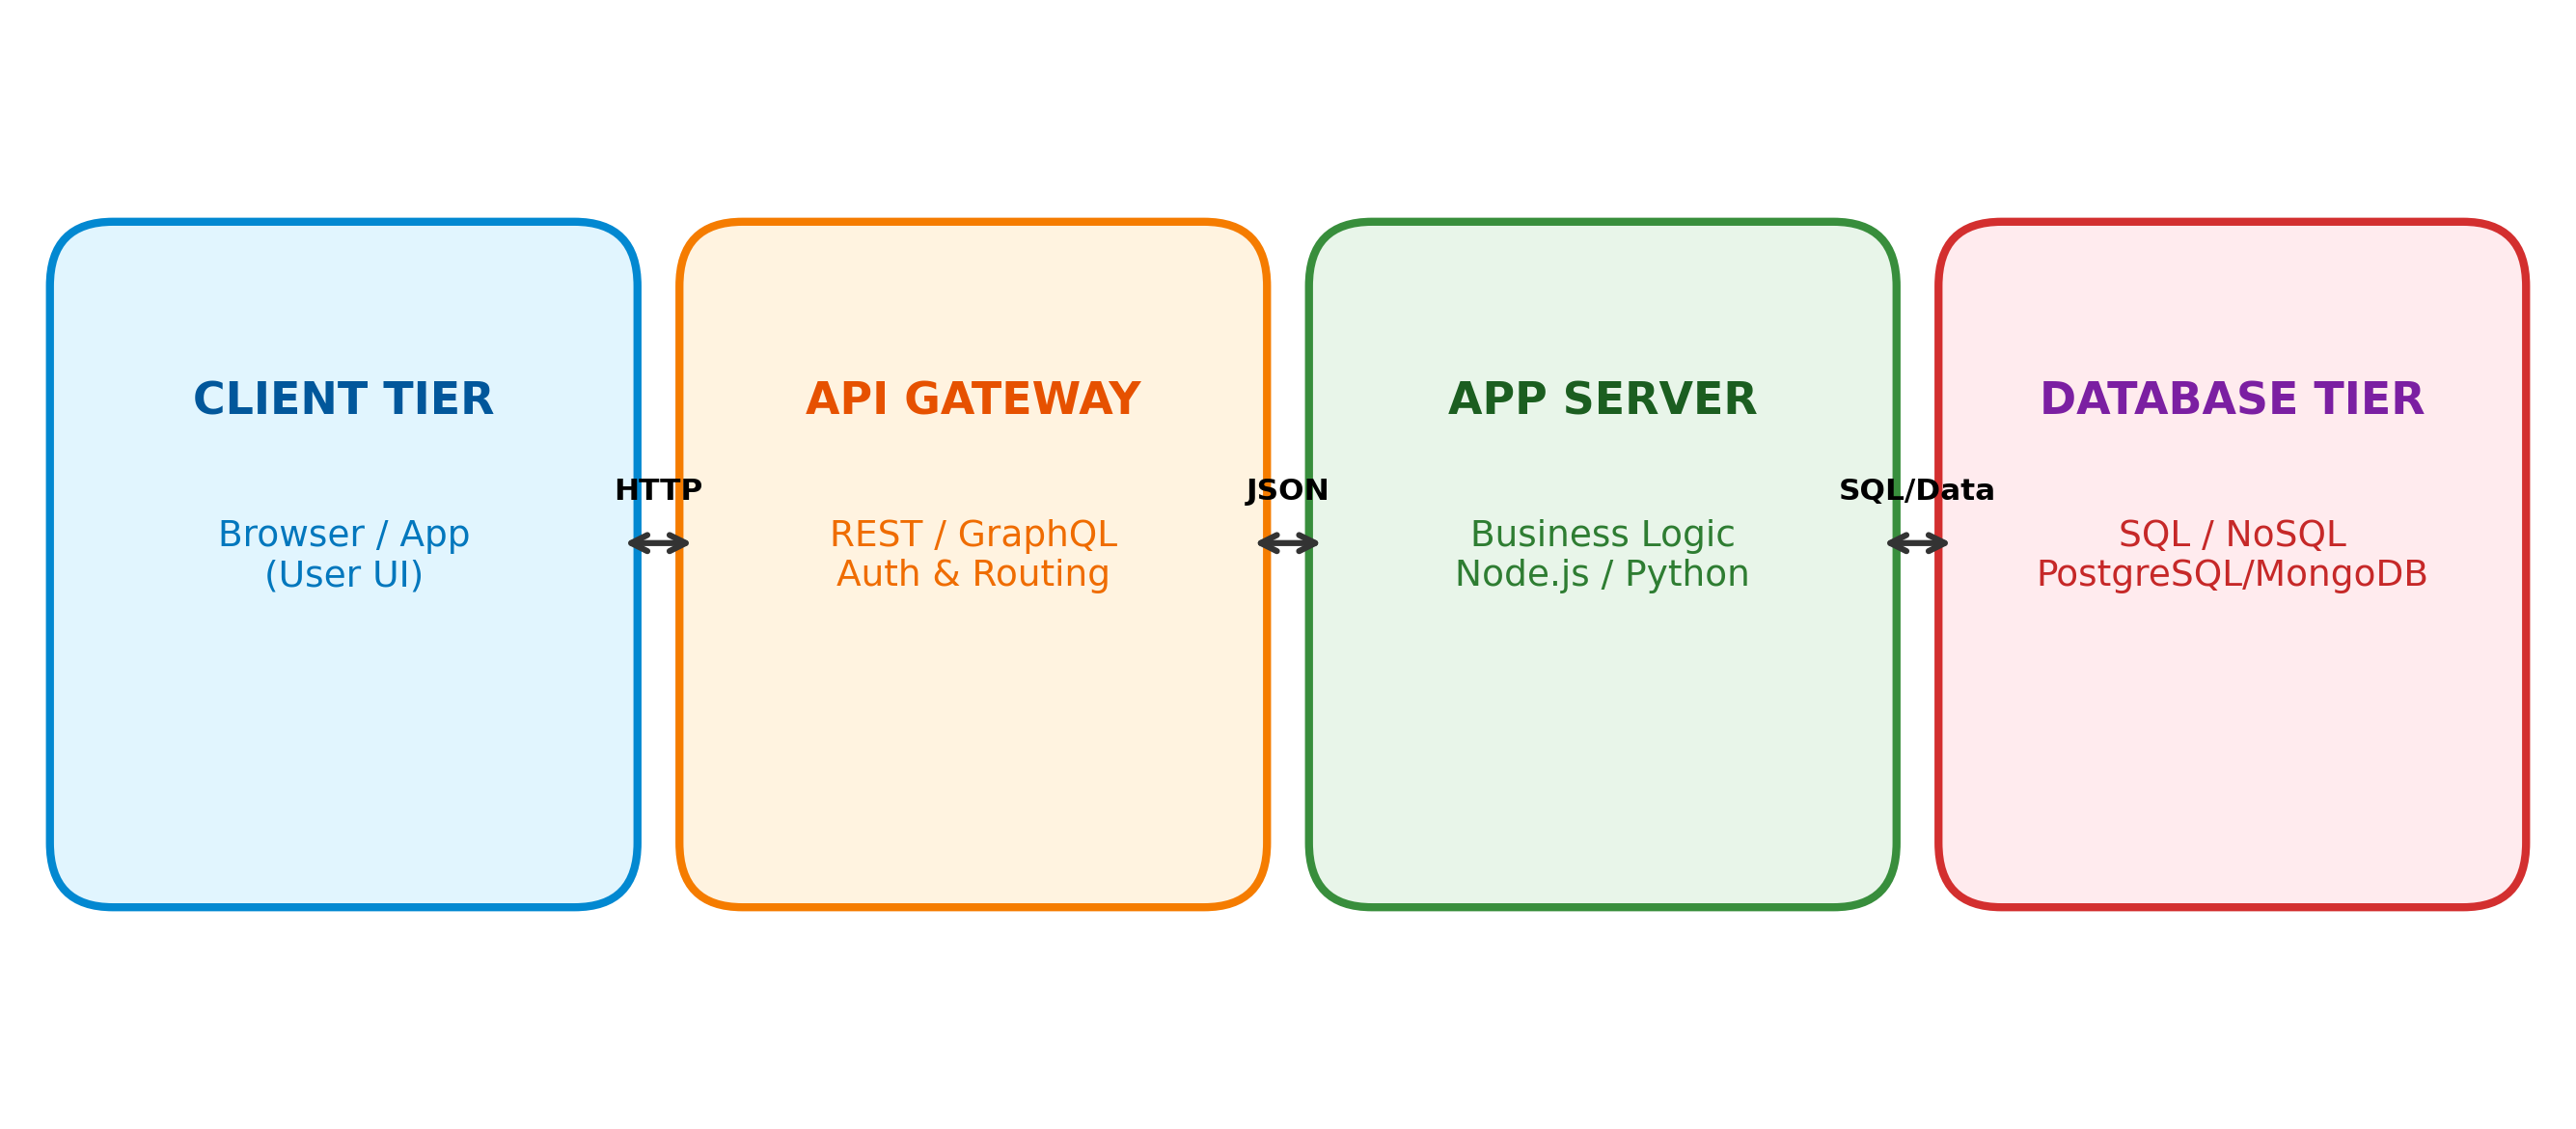 CLIENT TIER
Browser / App
(User UI)
HTTP
API GATEWAY
REST / GraphQL
Auth & Routing
JSON
APP SERVER
Business Logic
Node.js / Python
SQL/Data
DATABASE TIER
SQL / NoSQL
PostgreSQL/MongoDB